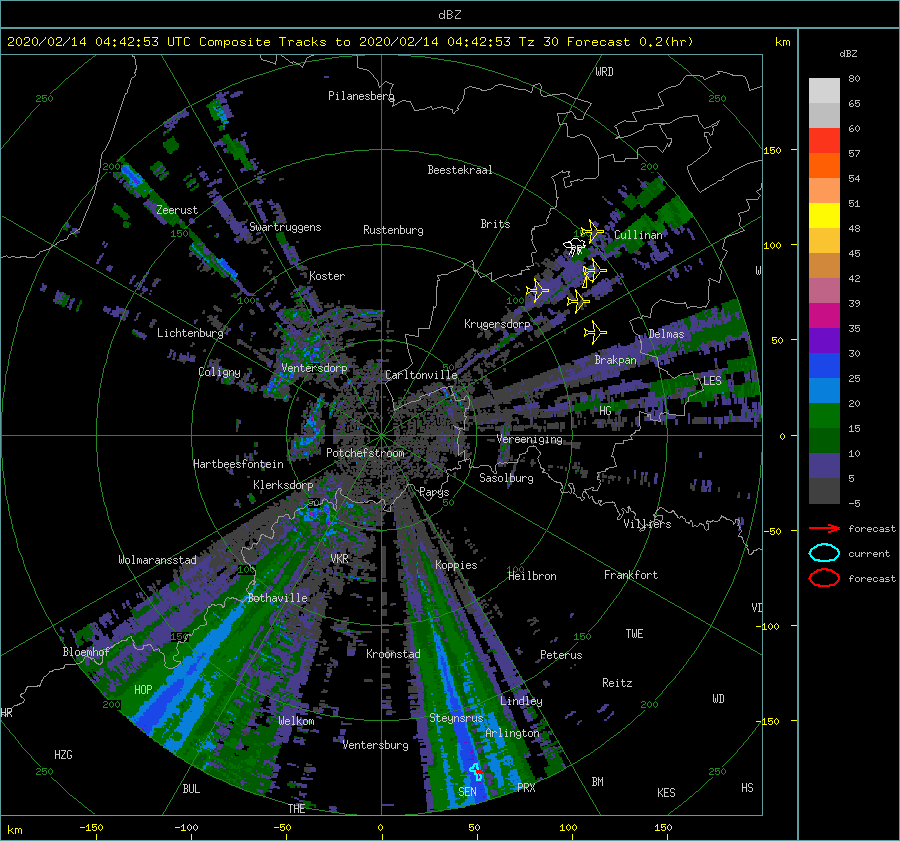 dBZ
2020/02/14 04:42:53 UTC Composite Tracks to 2020/02/14 04:42:53 Tz 30 Forecast 0.2(hr)
km
dBZ
WRD
80
Pilanesberg
250
250
65
60
150
57
200
Beestekraal
200
54
Zeerust
51
Swartruggens
Brits
150
Rustenburg
Cullinan
48
100
45
W
Koster
42
100
100
39
Krugersdorp
Lichtenburg
Delmas
35
50
30
Ventersdorp
Brakpan
Coligny
Carltonville
LES
25
HG
20
Vereeniging
0
15
Potchefstroom
10
Hartbeesfontein
Sasolburg
5
Klerksdorp
Parys
-5
50
50
Villiers
forecast
-50
current
Wolmaransstad
VKR
Koppies
100
100
Heilbron
Frankfort
forecast
Bothaville
VD
-100
150
150
TWE
Bloemhof
Kroonstad
Peterus
HOP
Reitz
WD
200
Lindley
200
HR
Welkom
Steynsrus
-150
Arlington
Ventersburg
HZG
250
250
BUL
SEN
PRX
BM
KES
HS
THE
km
-150
-100
-50
0
50
100
150